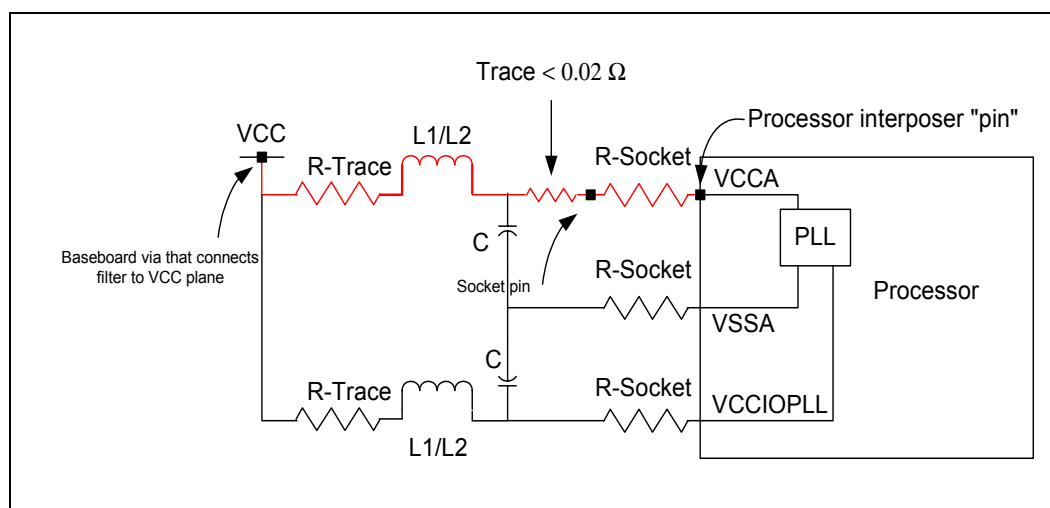 Trace < 0.02 Ω
Processor interposer "pin"
VCC
L1/L2
R-Trace
R-Socket
VCCA
PLL
C
Baseboard via that connects
filter to VCC plane
Socket pin
R-Socket
Processor
VSSA
C
R-Trace
R-Socket
VCCIOPLL
L1/L2